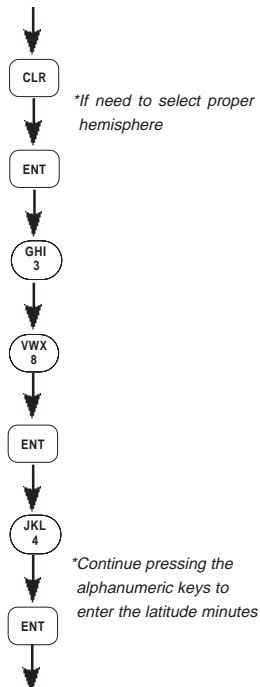 CLR
*If need to select proper
hemisphere
ENT
GHI
3
VWX
8
ENT
JKL
4
*Continue pressing the
alphanumeric keys to
enter the latitude minutes
ENT